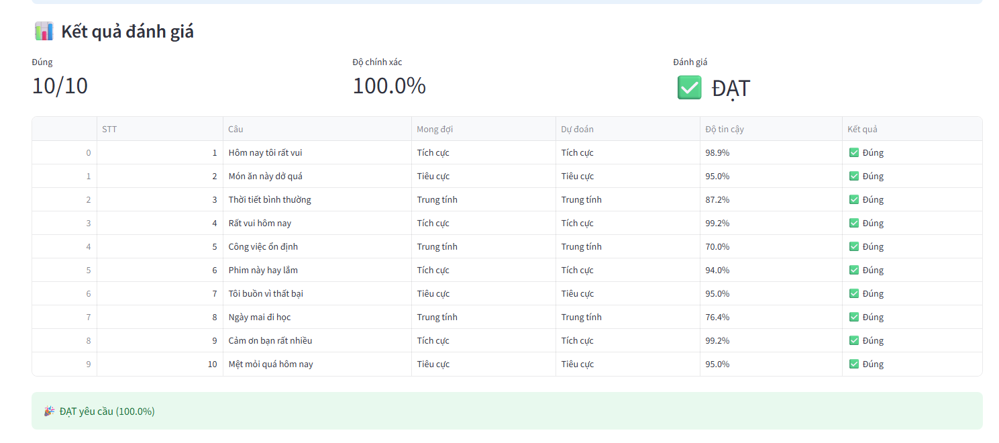 📊 Kết quả đánh giá
Đúng Độ chính xác Đánh giá
10/10 100.0% ✅ ĐẠT
STT Câu Mong đợi Dự đoán Độ tin cậy Kết quả
0 1 Hôm nay tôi rất vui Tích cực Tích cực 98.9% ✅ Đúng
1 2 Món ăn này dở quá Tiêu cực Tiêu cực 95.0% ✅ Đúng
2 3 Thời tiết bình thường Trung tính Trung tính 87.2% ✅ Đúng
3 4 Rất vui hôm nay Tích cực Tích cực 99.2% ✅ Đúng
4 5 Công việc ổn định Trung tính Trung tính 70.0% ✅ Đúng
5 6 Phim này hay lắm Tích cực Tích cực 94.0% ✅ Đúng
6 7 Tôi buồn vì thất bại Tiêu cực Tiêu cực 95.0% ✅ Đúng
7 8 Ngày mai đi học Trung tính Trung tính 76.4% ✅ Đúng
8 9 Cảm ơn bạn rất nhiều Tích cực Tích cực 99.2% ✅ Đúng
9 10 Mệt mỏi quá hôm nay Tiêu cực Tiêu cực 95.0% ✅ Đúng
🎉 ĐẠT yêu cầu (100.0%)